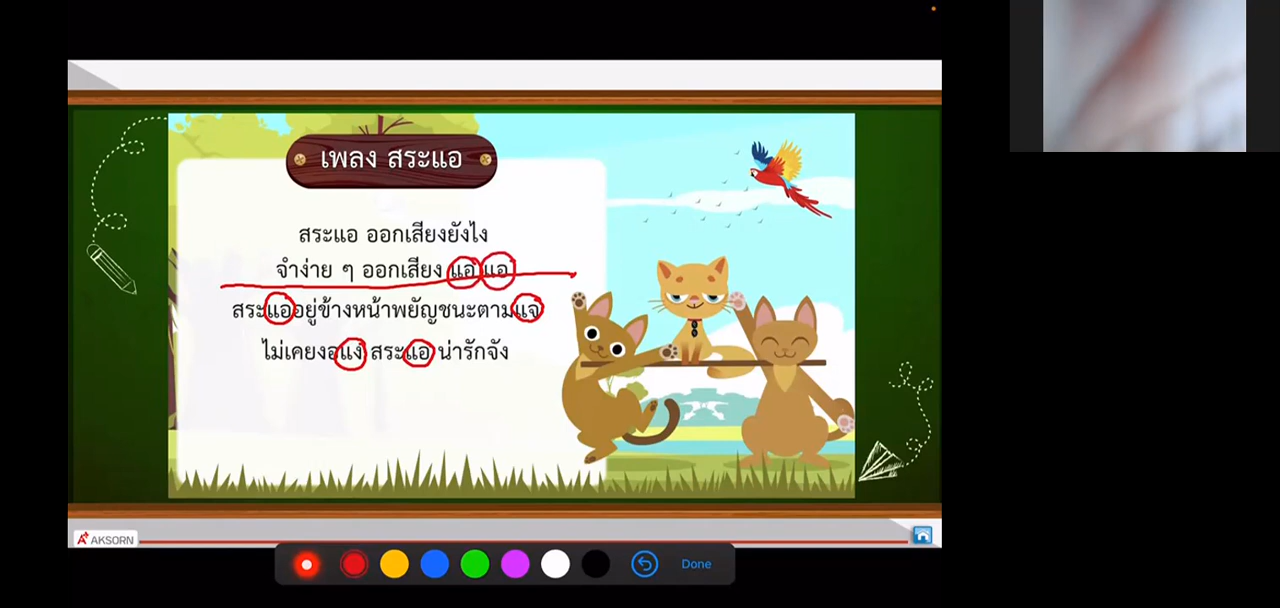 เพลง สระแอ
สระแอ ออกเสียงยังไง
จำง่าย ๆ ออกเสียง แอ แอ
สระแออยู่ข้างหน้าพยัญชนะตามแจ
ไม่เคยงอแง สระแอ น่ารักจัง
AKSORN
Done